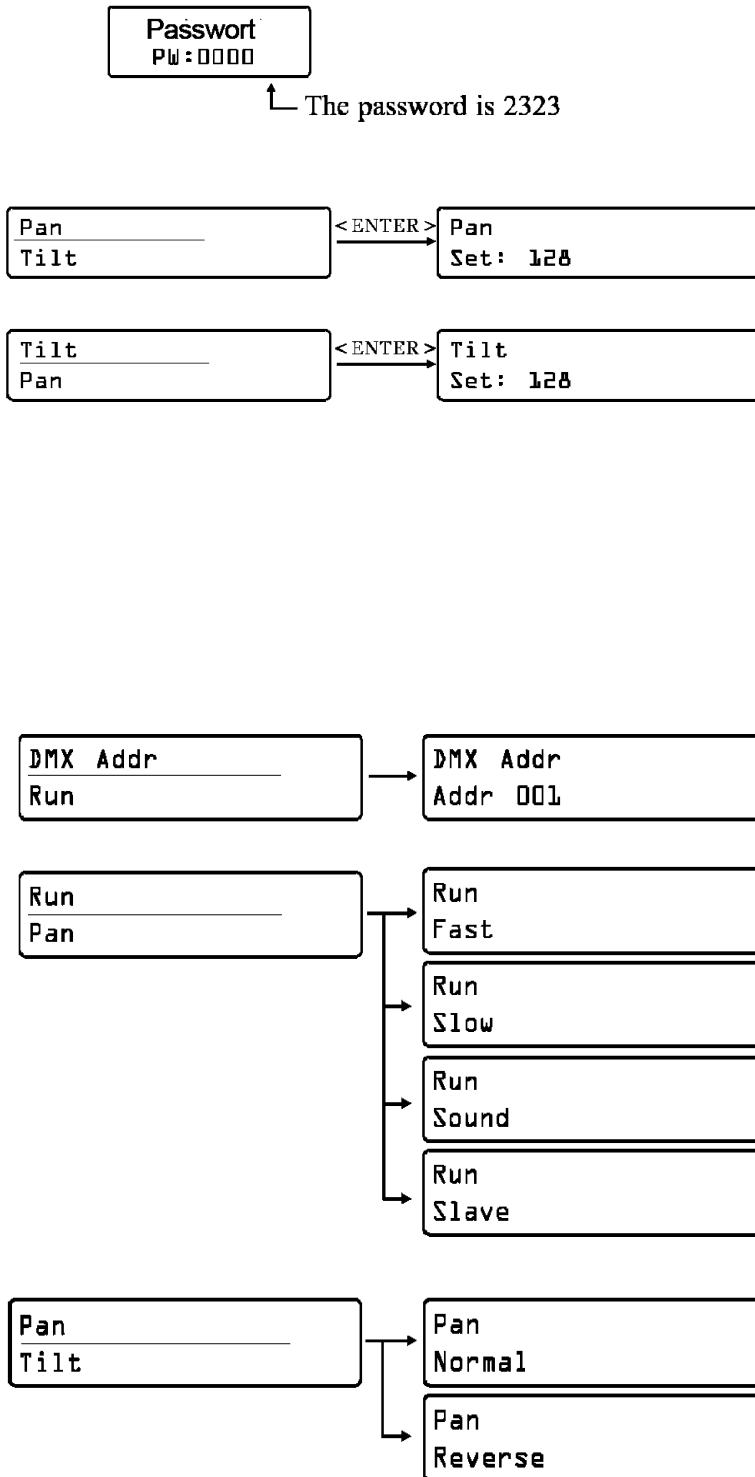 Passwort
PW:0000
The password is 2323
Pan
Tilt
<ENTER>
Pan
Set: 128
Tilt
Pan
<ENTER>
Tilt
Set: 128
DMX Addr
Run
DMX Addr
Addr 001
Run
Pan
Run
Fast
Run
Slow
Run
Sound
Run
Slave
Pan
Tilt
Pan
Normal
Pan
Reverse